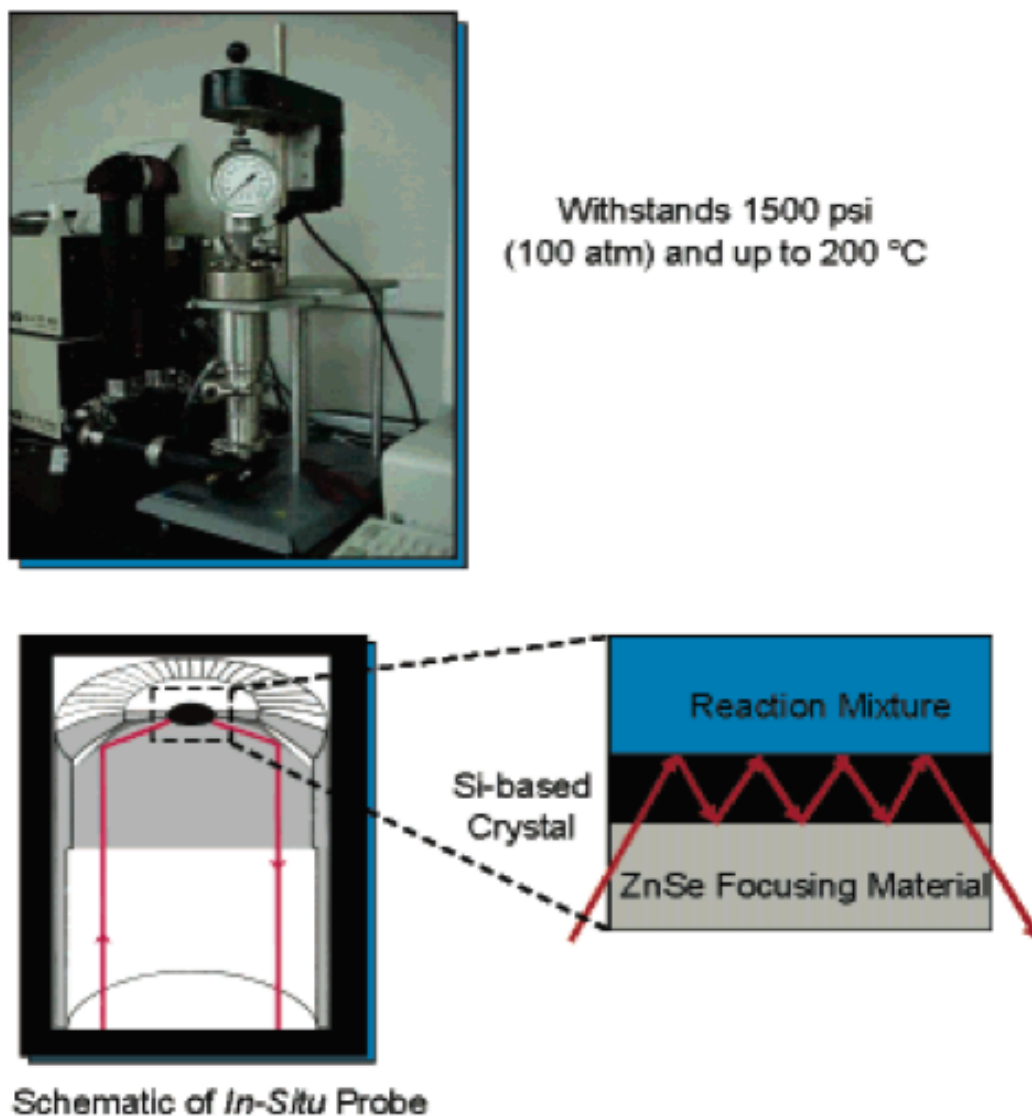 Withstands 1500 psi
(100 atm) and up to 200 ºC
Reaction Mixture
Si-based
Crystal
ZnSe Focusing Material
Schematic of In-Situ Probe